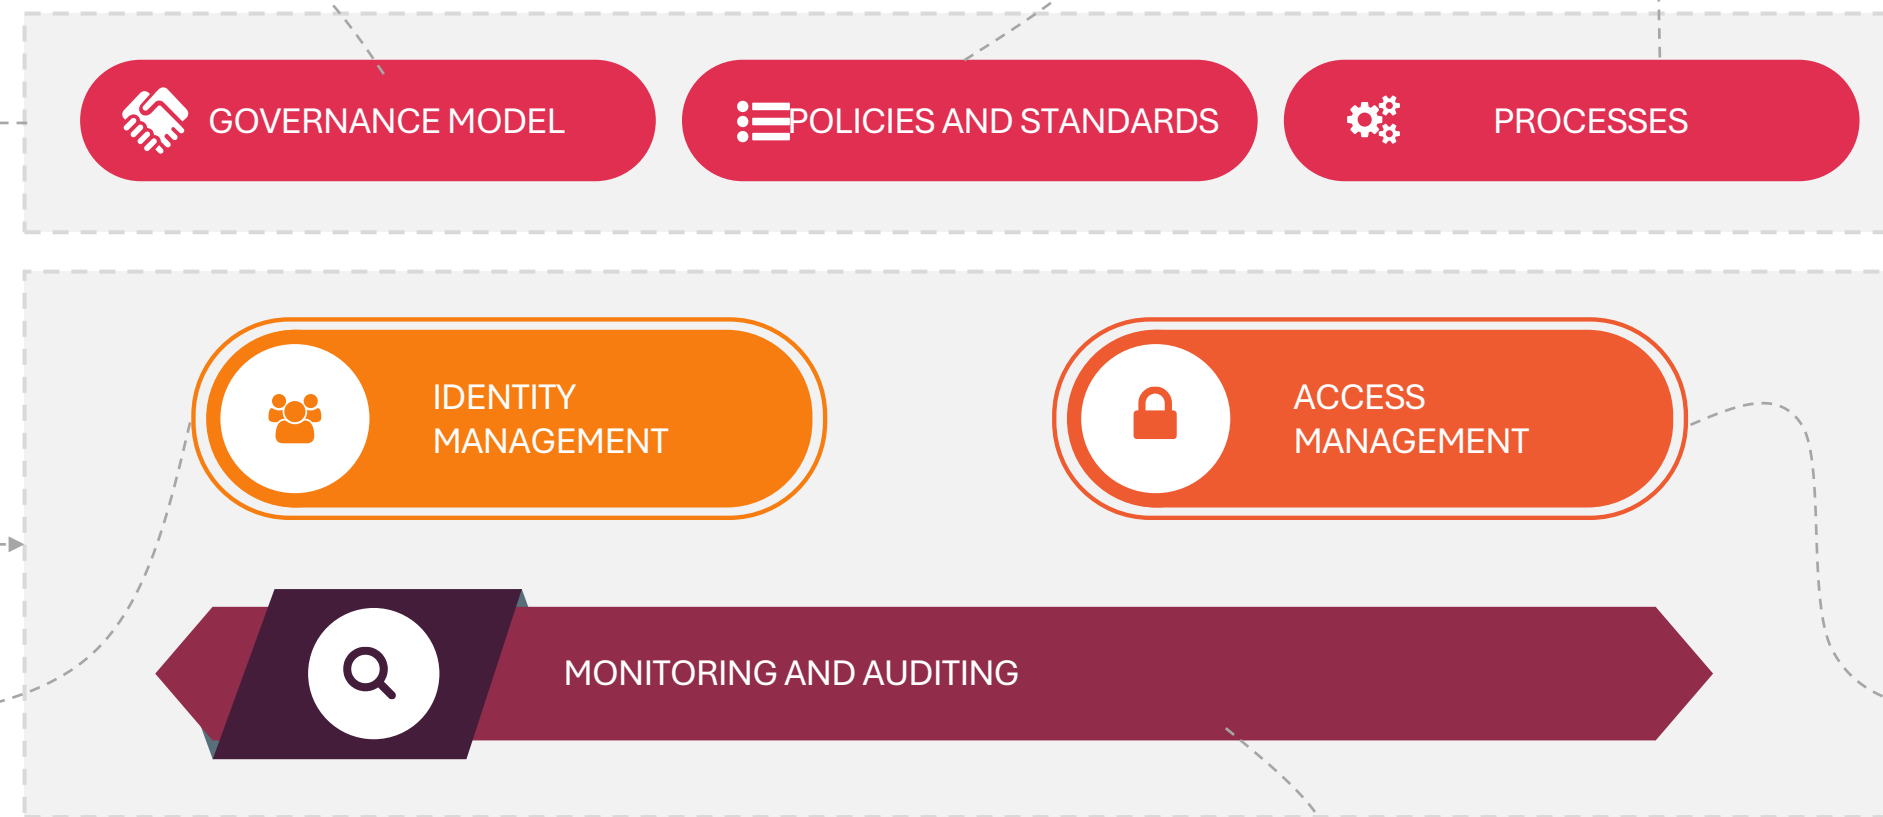 GOVERNANCE MODEL
POLICIES AND STANDARDS
PROCESSES
IDENTITY
MANAGEMENT
ACCESS
MANAGEMENT
MONITORING AND AUDITING